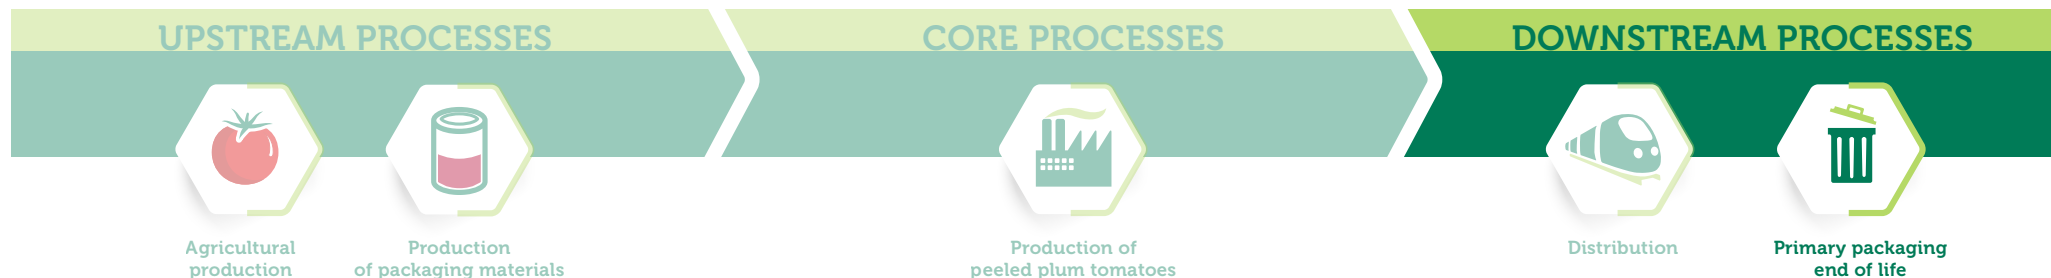 UPSTREAM PROCESSES
CORE PROCESSES
DOWNSTREAM PROCESSES
Agricultural
production
Production
of packaging materials
Production of
peeled plum tomatoes
Distribution
Primary packaging
end of life